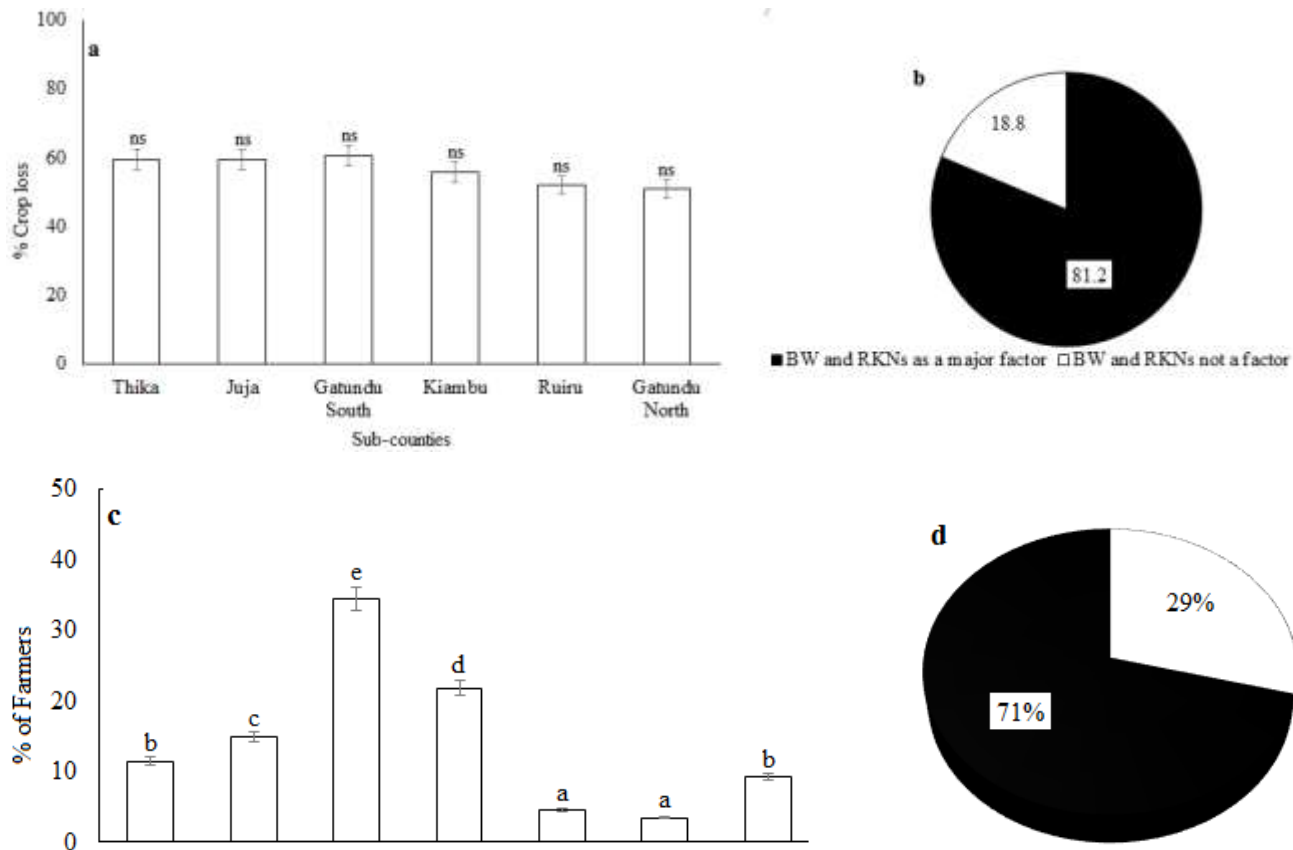 a
% Crop loss
100
80
60
40
20
0
ns
ns
ns
ns
ns
ns
Thika
Juja
Gatundu South
Kiambu
Ruiru
Gatundu North
Sub-counties
b
18.8
81.2
BW and RKNs as a major factor
BW and RKNs not a factor
c
% of Farmers
50
40
30
20
10
0
b
c
e
d
a
a
b
d
29%
71%